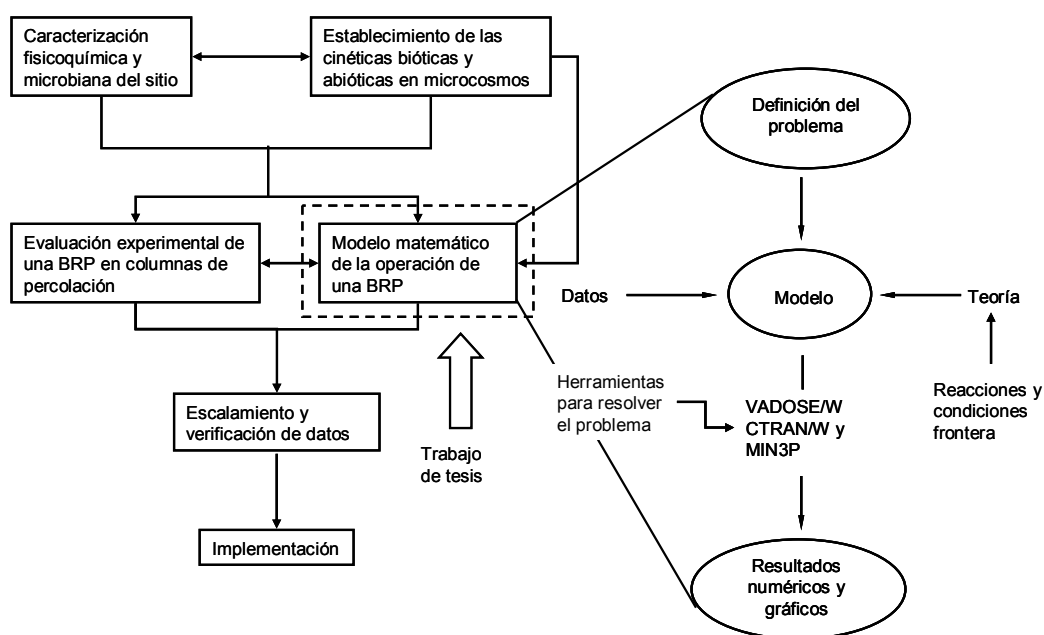 Caracterización
fisicoquímica y
microbiana del sitio
Establecimiento de las
cinéticas bióticas y
abióticas en microcosmos
Definición del
problema
Evaluación experimental de
una BRP en columnas de
percolación
Modelo matemático
de la operación de
una BRP
Datos
Modelo
Teoría
Herramientas
para resolver
el problema
VADOSE/W
CTRAN/W y
MIN3P
Reacciones y
condiciones
frontera
Escalamiento y
verificación de datos
Trabajo
de tesis
Implementación
Resultados
numéricos y
gráficos